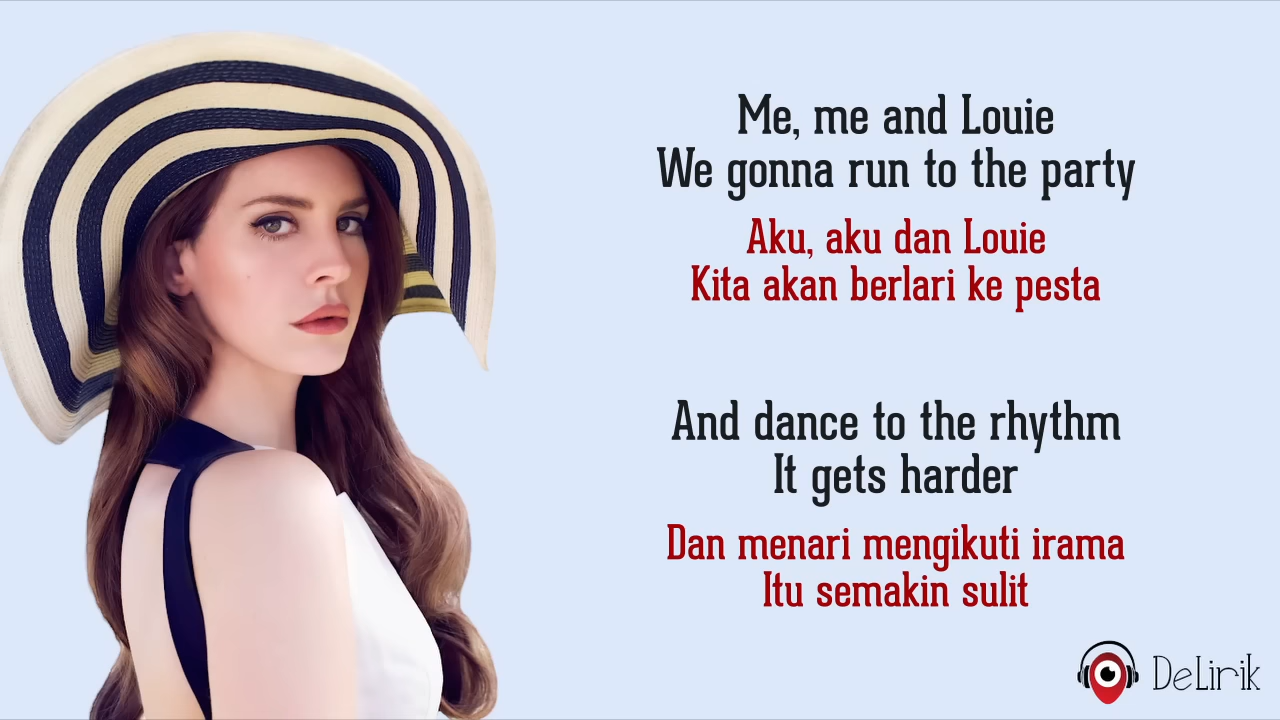 Me, me and Louie
We gonna run to the party
Aku, aku dan Louie
Kita akan berlari ke pesta
And dance to the rhythm
It gets harder
Dan menari mengikuti irama
Itu semakin sulit
DeLirik